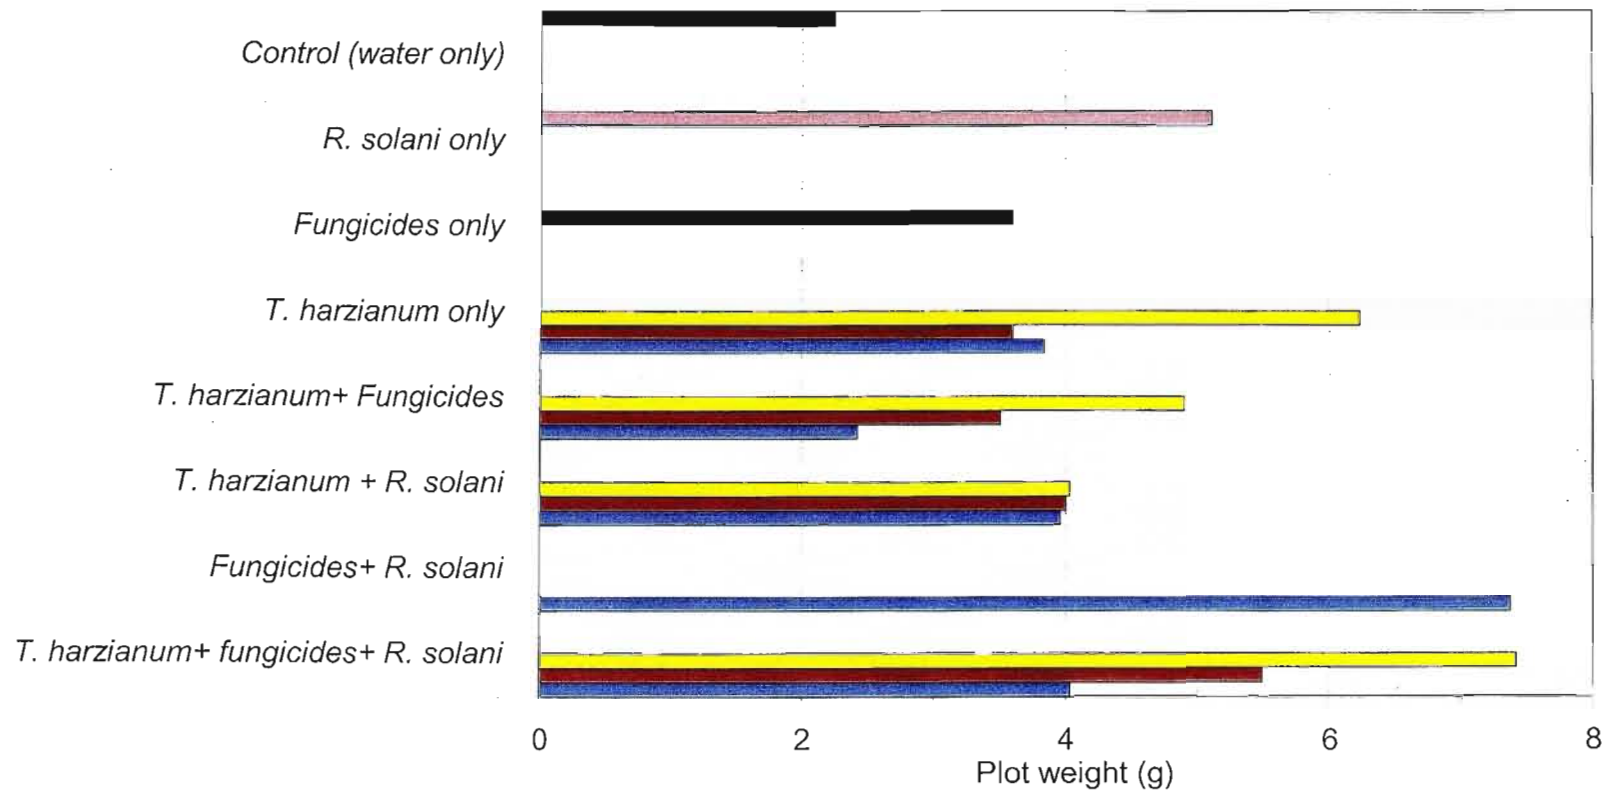 Control (water only)
R. solani only
Fungicides only
T. harzianum only
T. harzianum+ Fungicides
T. harzianum + R. solani
Fungicides+ R. solani
T. harzianum+ fungicides+ R. solani
0 2 4 6 8
Plot weight (g)